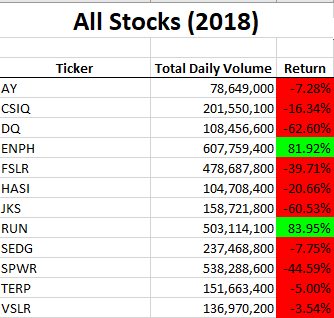 All Stocks (2018)
Ticker Total Daily Volume Return
AY 78,649,000 -7.28%
CSIQ 201,550,100 -16.34%
DQ 108,456,600 -62.60%
ENPH 607,759,400 81.92%
FSLR 478,687,800 -39.71%
HASI 104,708,400 -20.66%
JKS 158,721,800 -60.53%
RUN 503,114,100 83.95%
SEDG 237,468,800 -7.75%
SPWR 538,288,600 -44.59%
TERP 151,663,400 -5.00%
VSLR 136,970,200 -3.54%